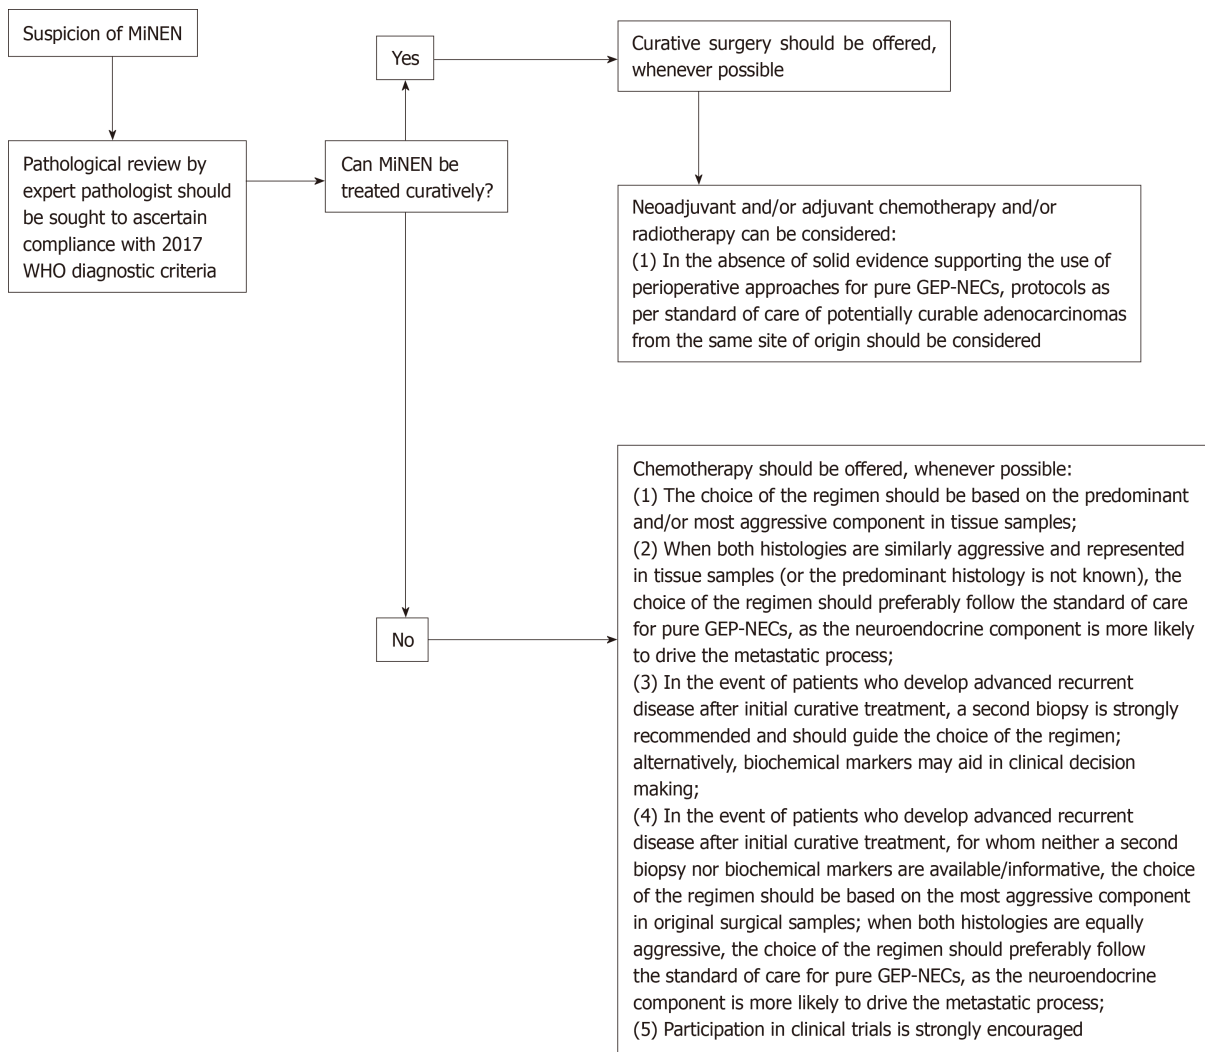 Suspicion of MiNEN
Pathological review by
expert pathologist should
be sought to ascertain
compliance with 2017
WHO diagnostic criteria
Can MiNEN be
treated curatively?
Yes
Curative surgery should be offered,
whenever possible
Neoadjuvant and/or adjuvant chemotherapy and/or
radiotherapy can be considered:
(1) In the absence of solid evidence supporting the use of
perioperative approaches for pure GEP-NECs, protocols as
per standard of care of potentially curable adenocarcinomas
from the same site of origin should be considered
No
Chemotherapy should be offered, whenever possible:
(1) The choice of the regimen should be based on the predominant
and/or most aggressive component in tissue samples;
(2) When both histologies are similarly aggressive and represented
in tissue samples (or the predominant histology is not known), the
choice of the regimen should preferably follow the standard of care
for pure GEP-NECs, as the neuroendocrine component is more likely
to drive the metastatic process;
(3) In the event of patients who develop advanced recurrent
disease after initial curative treatment, a second biopsy is strongly
recommended and should guide the choice of the regimen;
alternatively, biochemical markers may aid in clinical decision
making;
(4) In the event of patients who develop advanced recurrent
disease after initial curative treatment, for whom neither a second
biopsy nor biochemical markers are available/informative, the choice
of the regimen should be based on the most aggressive component
in original surgical samples; when both histologies are equally
aggressive, the choice of the regimen should preferably follow
the standard of care for pure GEP-NECs, as the neuroendocrine
component is more likely to drive the metastatic process;
(5) Participation in clinical trials is strongly encouraged